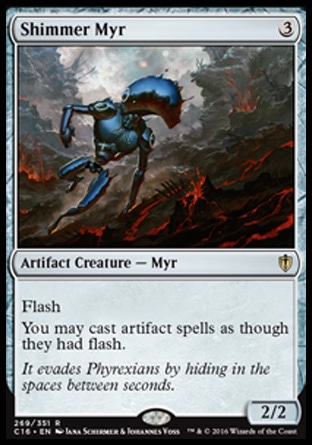 Shimmer Myr 3
Artifact Creature — Myr
Flash
You may cast artifact spells as though
they had flash.
It evades Phyrexians by hiding in the
spaces between seconds.
2/2
269/351 R
C16 • EN Jana Schirmer & Johannes Voss ™ & © 2016 Wizards of the Coast